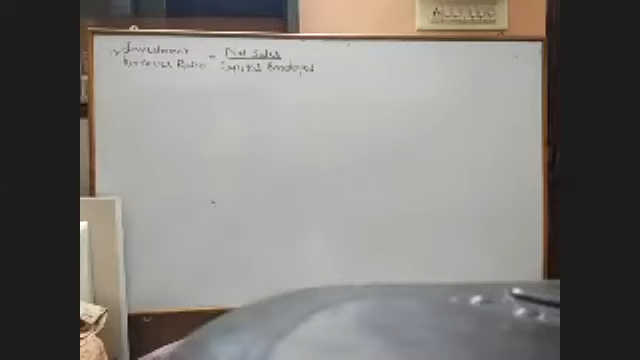 Investment = Net Sales
Turnover Ratio Capital Employed